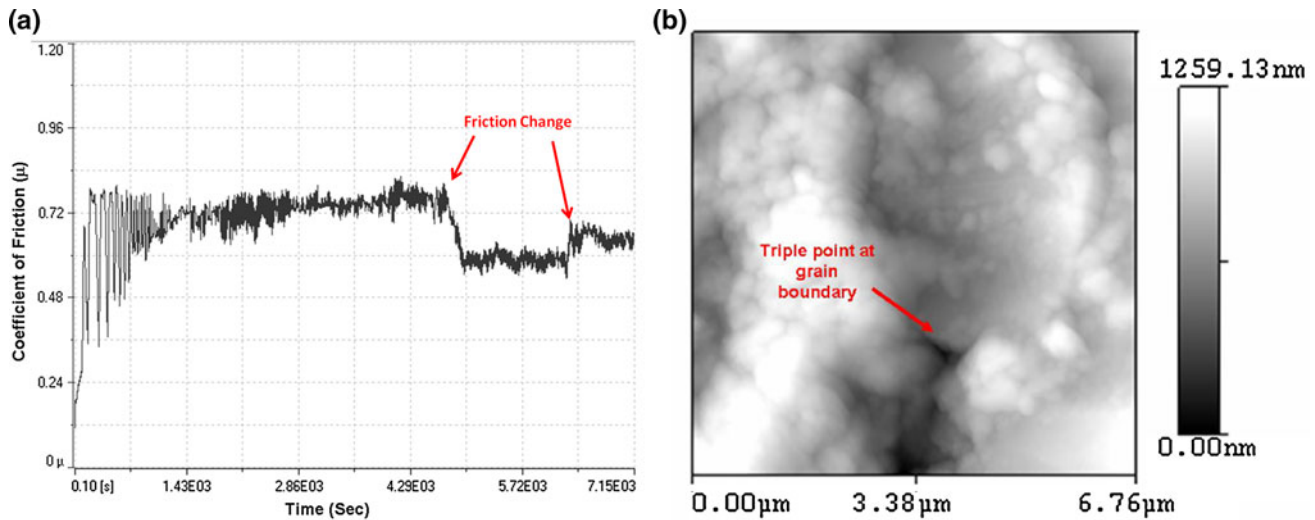 (a)
1.20
0.96
0.72
0.48
0.24
0 μ
Coefficient of Friction (μ)
Friction Change
0.10 [s]
1.43E03
2.86E03
4.29E03
5.72E03
7.15E03
Time (Sec)
(b)
Triple point at
grain
boundary
0.00μm
3.38μm
6.76μm
1259.13nm
0.00nm